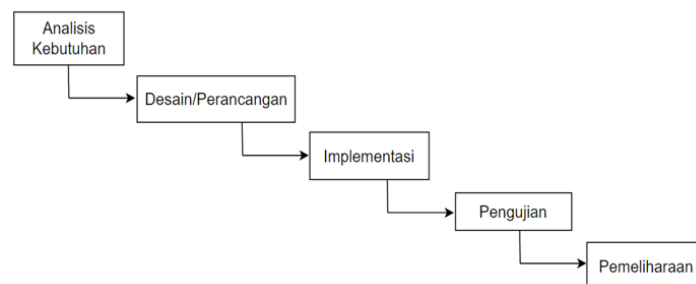 Analisis
Kebutuhan
Desain/Perancangan
Implementasi
Pengujian
Pemeliharaan